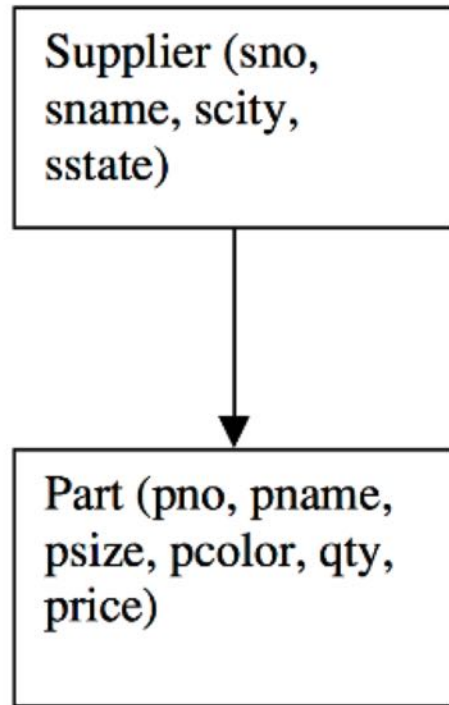 Supplier (sno,
sname, scity,
sstate)
Part (pno, pname,
psize, pcolor, qty,
price)